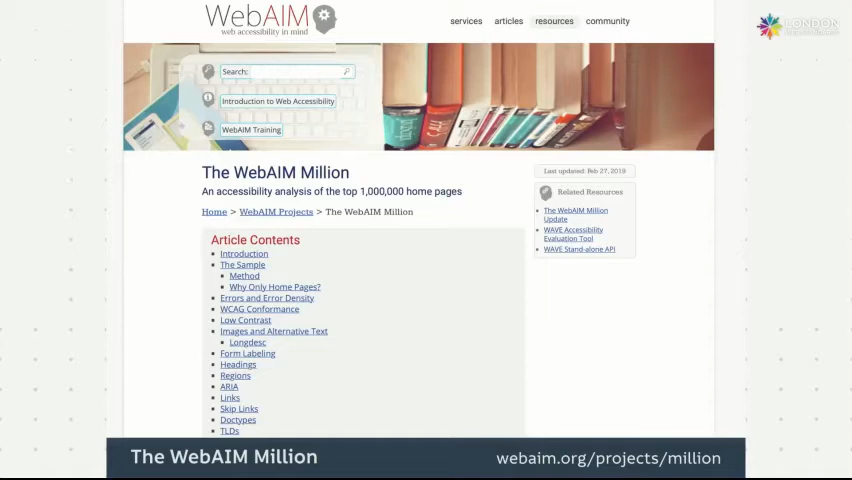 WebAIM
web accessibility in mind
services articles resources community
LONDON
Search:
Introduction to Web Accessibility
WebAIM Training
The WebAIM Million
An accessibility analysis of the top 1,000,000 home pages
Home > WebAIM Projects > The WebAIM Million
Last updated: Feb 27, 2019
Related Resources
The WebAIM Million
Update
WAVE Accessibility
Evaluation Tool
WAVE Stand-alone API
Article Contents
Introduction
The Sample
Method
Why Only Home Pages?
Errors and Error Density
WCAG Conformance
Low Contrast
Images and Alternative Text
Longdesc
Form Labeling
Headings
Regions
ARIA
Links
Skip Links
Doctypes
TLDs
The WebAIM Million
webaim.org/projects/million